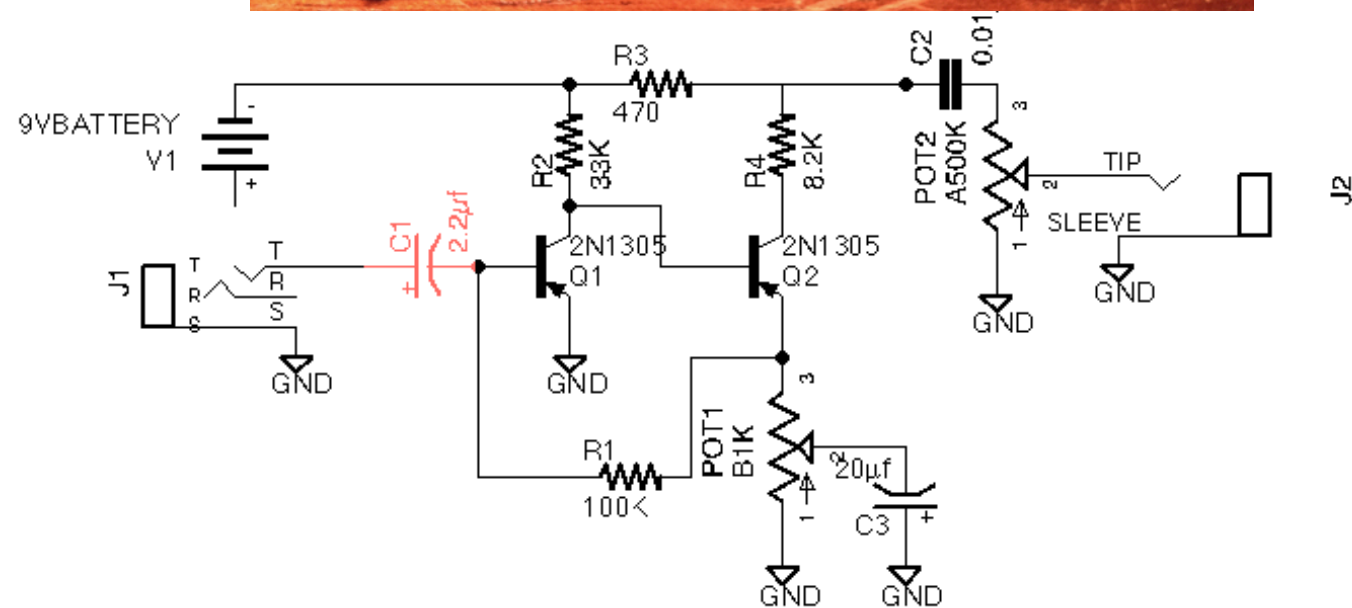 R3
470
C2
0.01
9VBATTERY
V1
-
+
R2
33K
R4
8.2K
POT2
A500K
3
2
1
TIP
SLEEVE
J2
GND
GND
C1
2.2µf
+
2N1305
Q1
2N1305
Q2
J1
T
R
S
T
R
S
GND
GND
R1
100K
POT1
B1K
3
2
1
20µf
C3
+
GND
GND